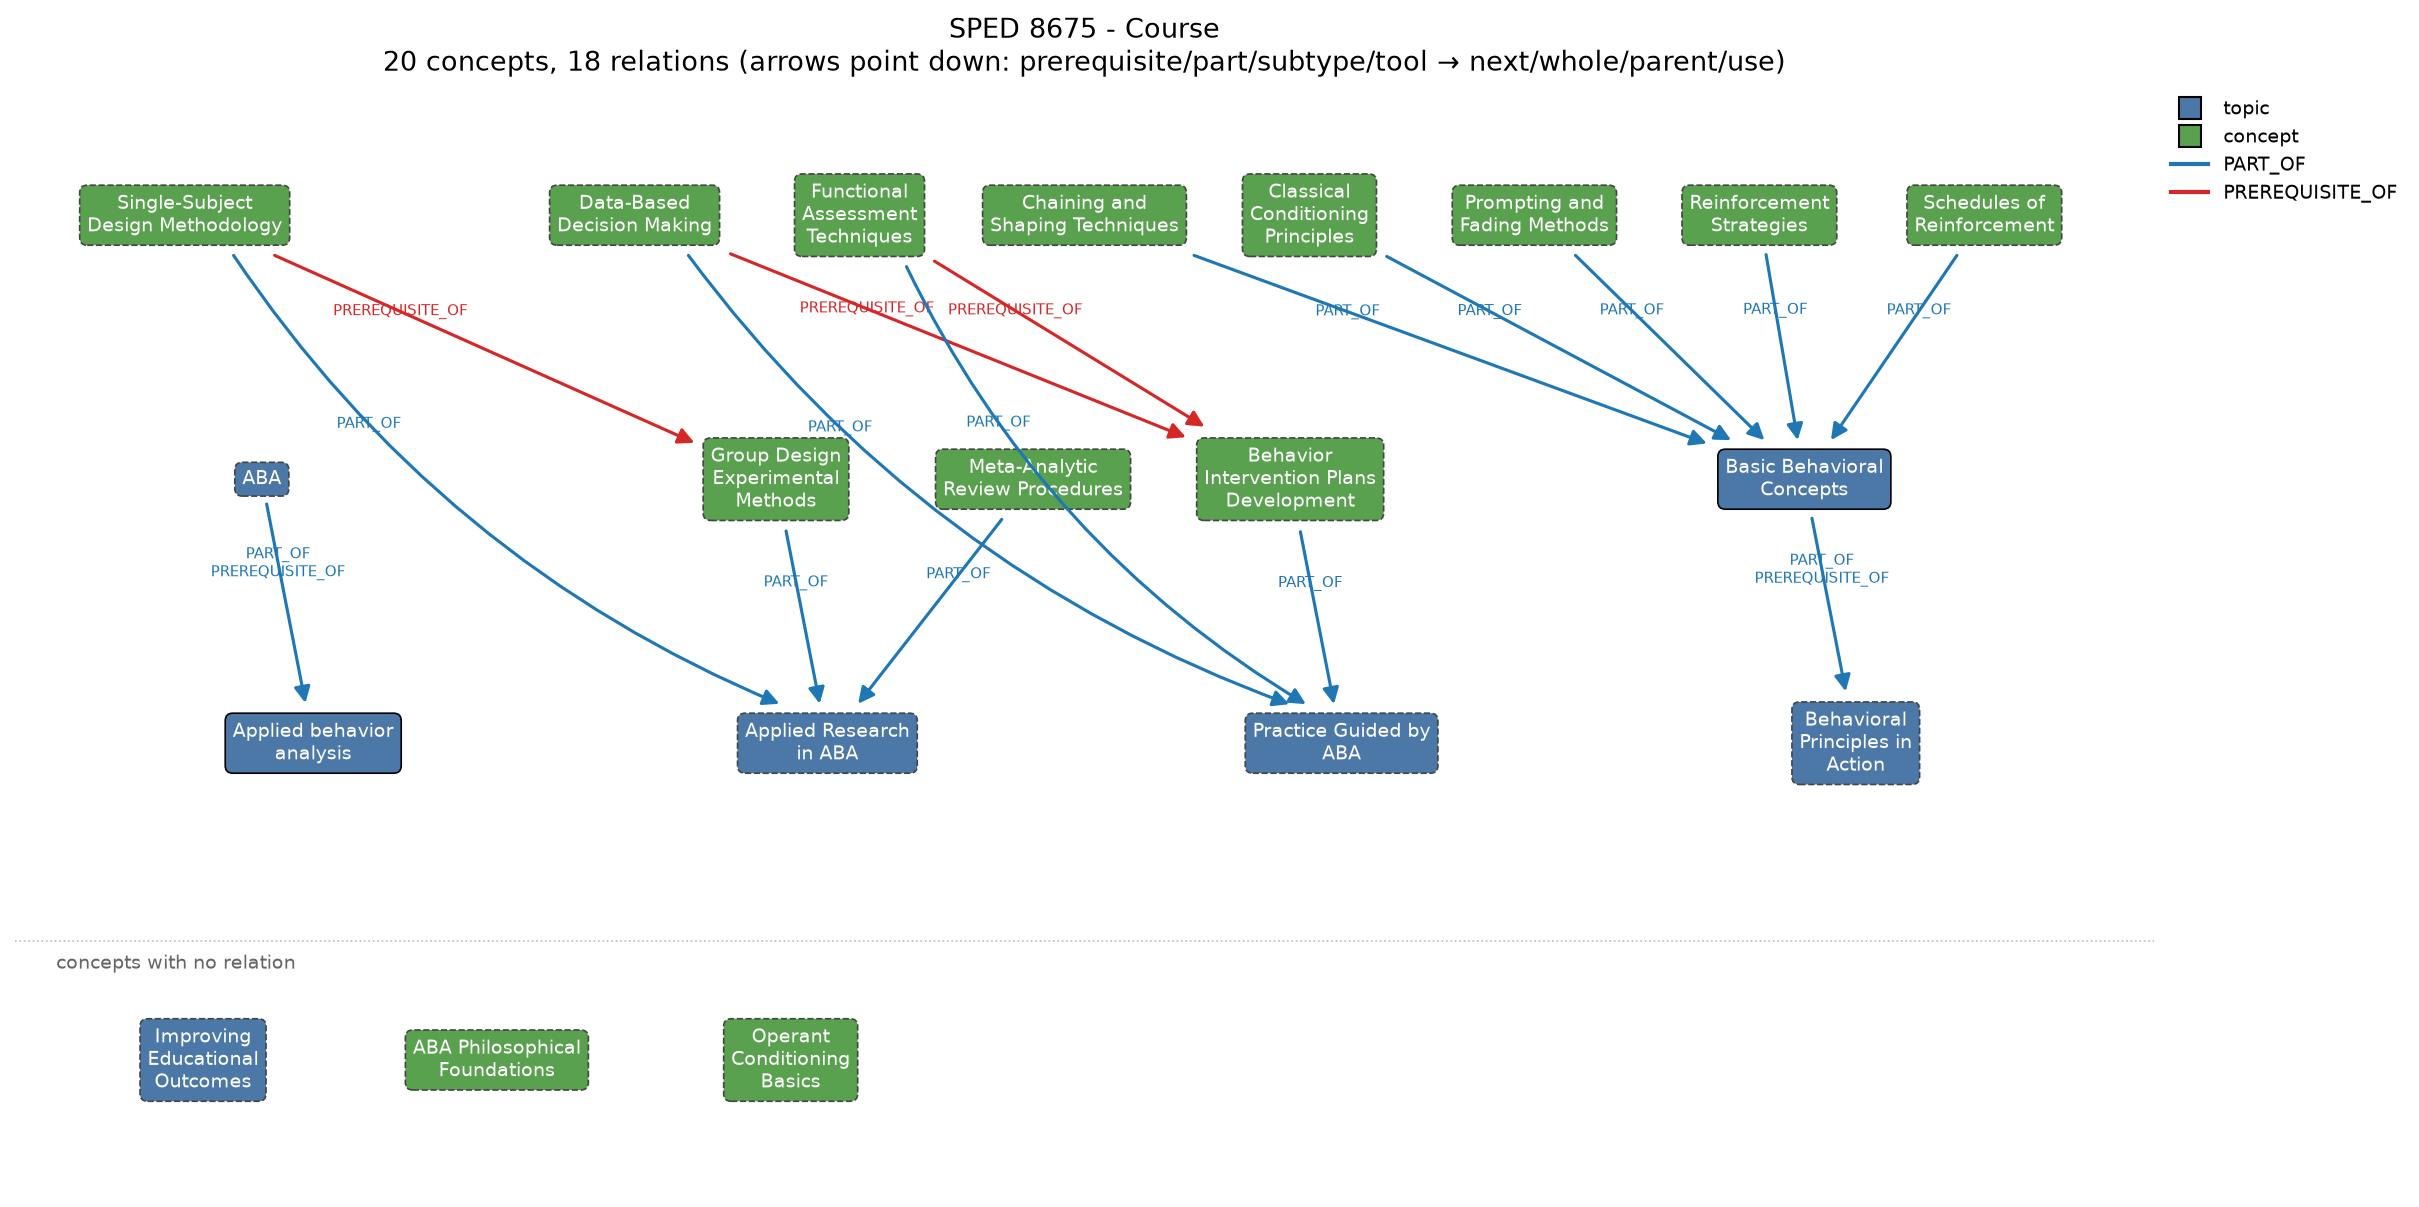 SPED 8675 - Course
20 concepts, 18 relations (arrows point down: prerequisite/part/subtype/tool → next/whole/parent/use)
topic
concept
PART_OF
PREREQUISITE_OF
Single-Subject
Design Methodology
Data-Based
Decision Making
Functional
Assessment
Techniques
Chaining and
Shaping Techniques
Classical
Conditioning
Principles
Prompting and
Fading Methods
Reinforcement
Strategies
Schedules of
Reinforcement
PREREQUISITE_OF
PREREQUISITE_OF
PREREQUISITE_OF
PART_OF
PART_OF
PART_OF
PART_OF
PART_OF
PART_OF
PART_OF
PART_OF
ABA
Group Design
Experimental
Methods
Meta-Analytic
Review Procedures
Behavior
Intervention Plans
Development
Basic Behavioral
Concepts
PART_OF
PREREQUISITE_OF
PART_OF
PART_OF
PART_OF
PART_OF
PREREQUISITE_OF
Applied behavior
analysis
Applied Research
in ABA
Practice Guided by
ABA
Behavioral
Principles in
Action
concepts with no relation
Improving
Educational
Outcomes
ABA Philosophical
Foundations
Operant
Conditioning
Basics